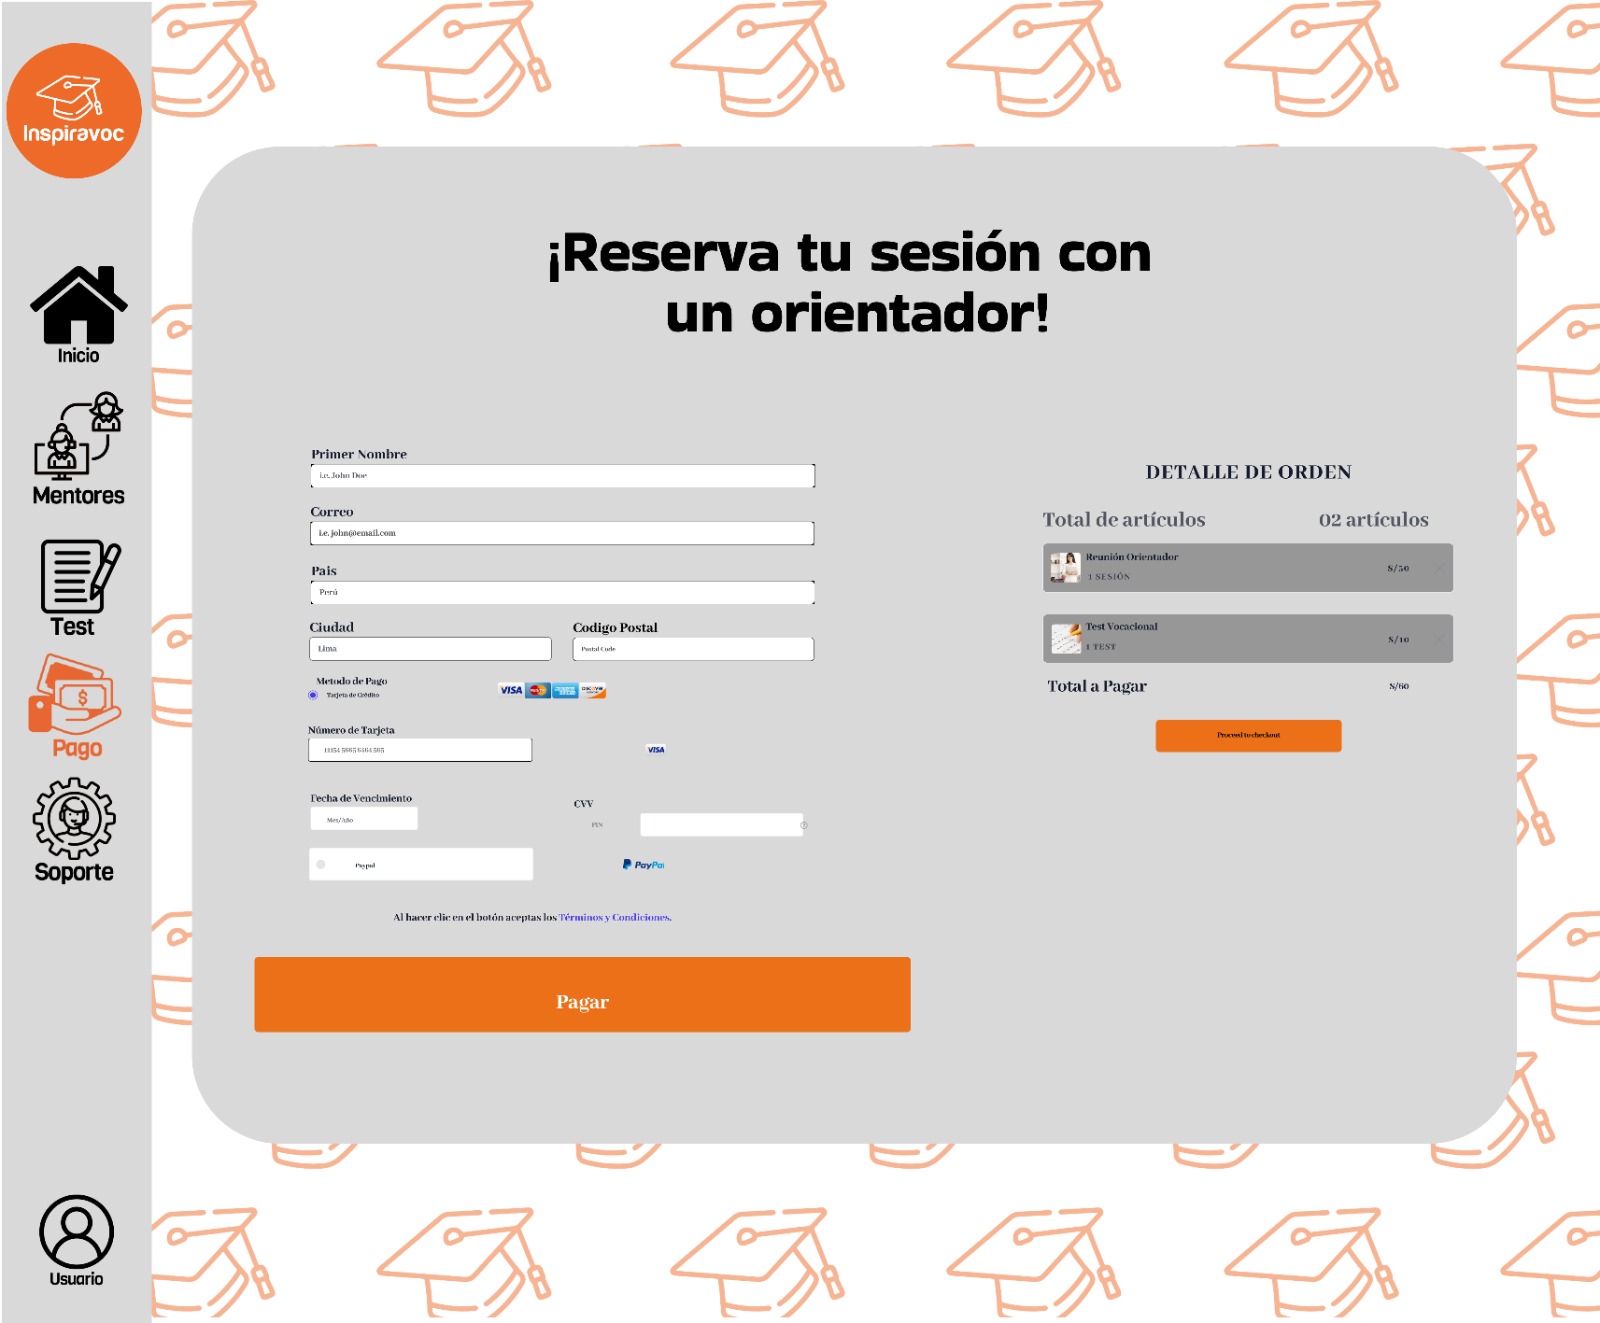 Inspiravoc
Inicio
Mentores
Test
Pago
Soporte
Usuario
¡Reserva tu sesión con
un orientador!
Primer Nombre
i.e. John Doe
Correo
i.e. john@email.com
Pais
Perú
Ciudad
Codigo Postal
Lima
Postal Code
Metodo de Pago
Tarjeta de Crédito
VISA
Número de Tarjeta
VISA
Fecha de Vencimiento
CVV
Mes/Año
PIN
Paypal
PayPal
Al hacer clic en el botón aceptas los Términos y Condiciones.
Pagar
DETALLE DE ORDEN
Total de artículos
02 artículos
Reunión Orientador
1 SESIÓN
S/50
Test Vocacional
1 TEST
S/10
Total a Pagar
S/60
Proceed to checkout